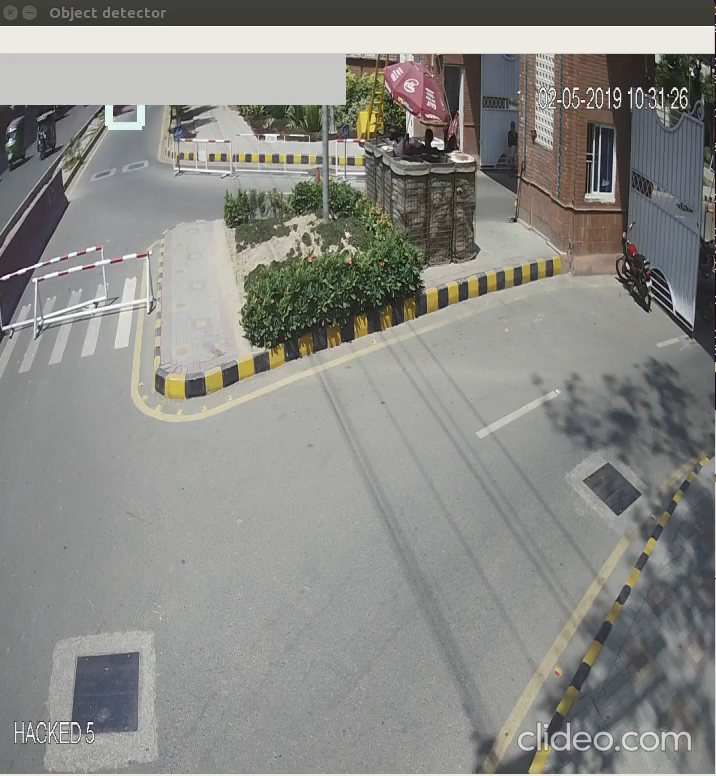 Object detector
02-05-2019 10:31:26
HACKED 5
clideo.com